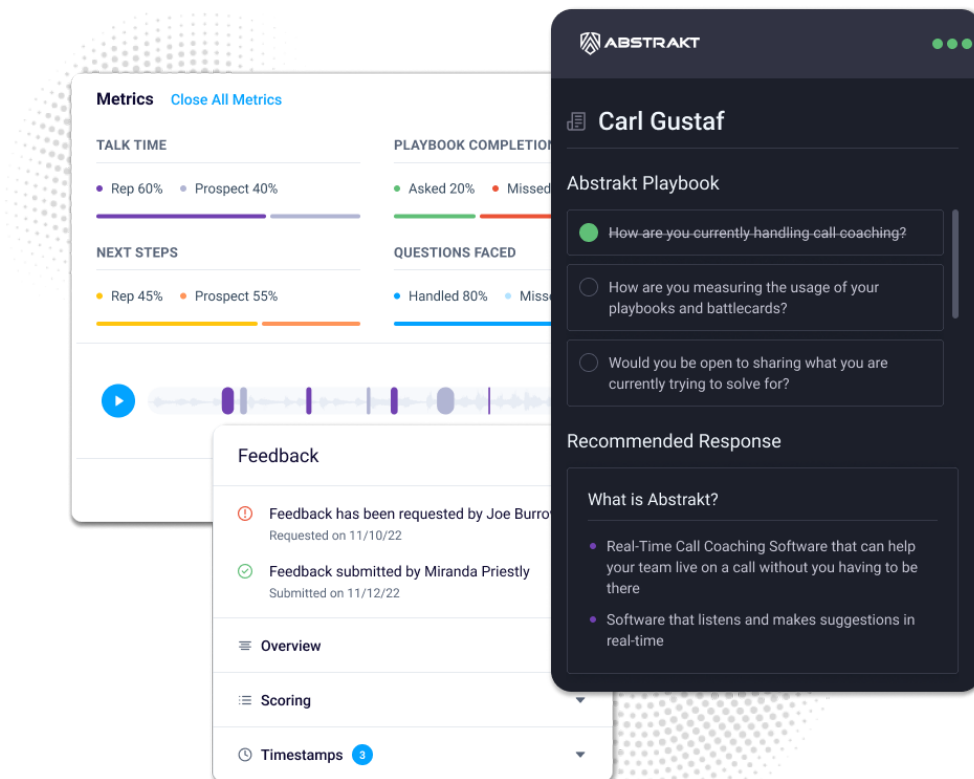 Metrics Close All Metrics
TALK TIME
Rep 60% Prospect 40%
NEXT STEPS
Rep 45% Prospect 55%
PLAYBOOK COMPLETION
Asked 20% Missed
QUESTIONS FACED
Handled 80%
Feedback
Feedback has been requested by Joe
Requested on 11/10/22
Feedback submitted by Miranda Priestly
Submitted on 11/12/22
Overview
Scoring
Timestamps 3
ABSTRAKT
Carl Gustaf
Abstrakt Playbook
How are you currently handling call coaching?
How are you measuring the usage of your
playbooks and battlecards?
Would you be open to sharing what you are
currently trying to solve for?
Recommended Response
What is Abstrakt?
Real-Time Call Coaching Software that can help
your team live on a call without you having to be
there
Software that listens and makes suggestions in
real-time